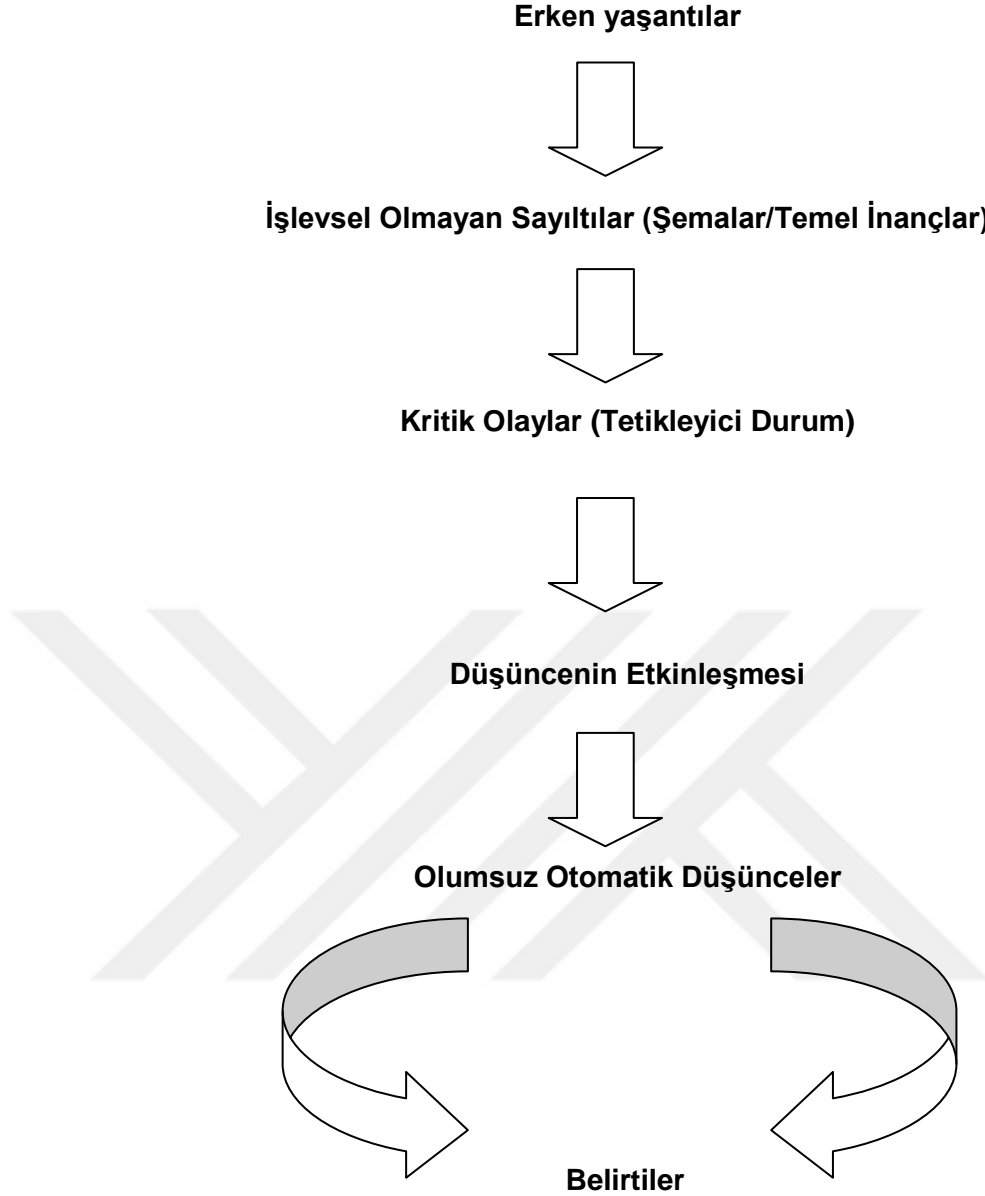 Erken yaşantılar
İşlevsel Olmayan Sayıltılar (Şemalar/Temel İnançlar)
Kritik Olaylar (Tetikleyici Durum)
Düşüncenin Etkinleşmesi
Olumsuz Otomatik Düşünceler
Belirtiler